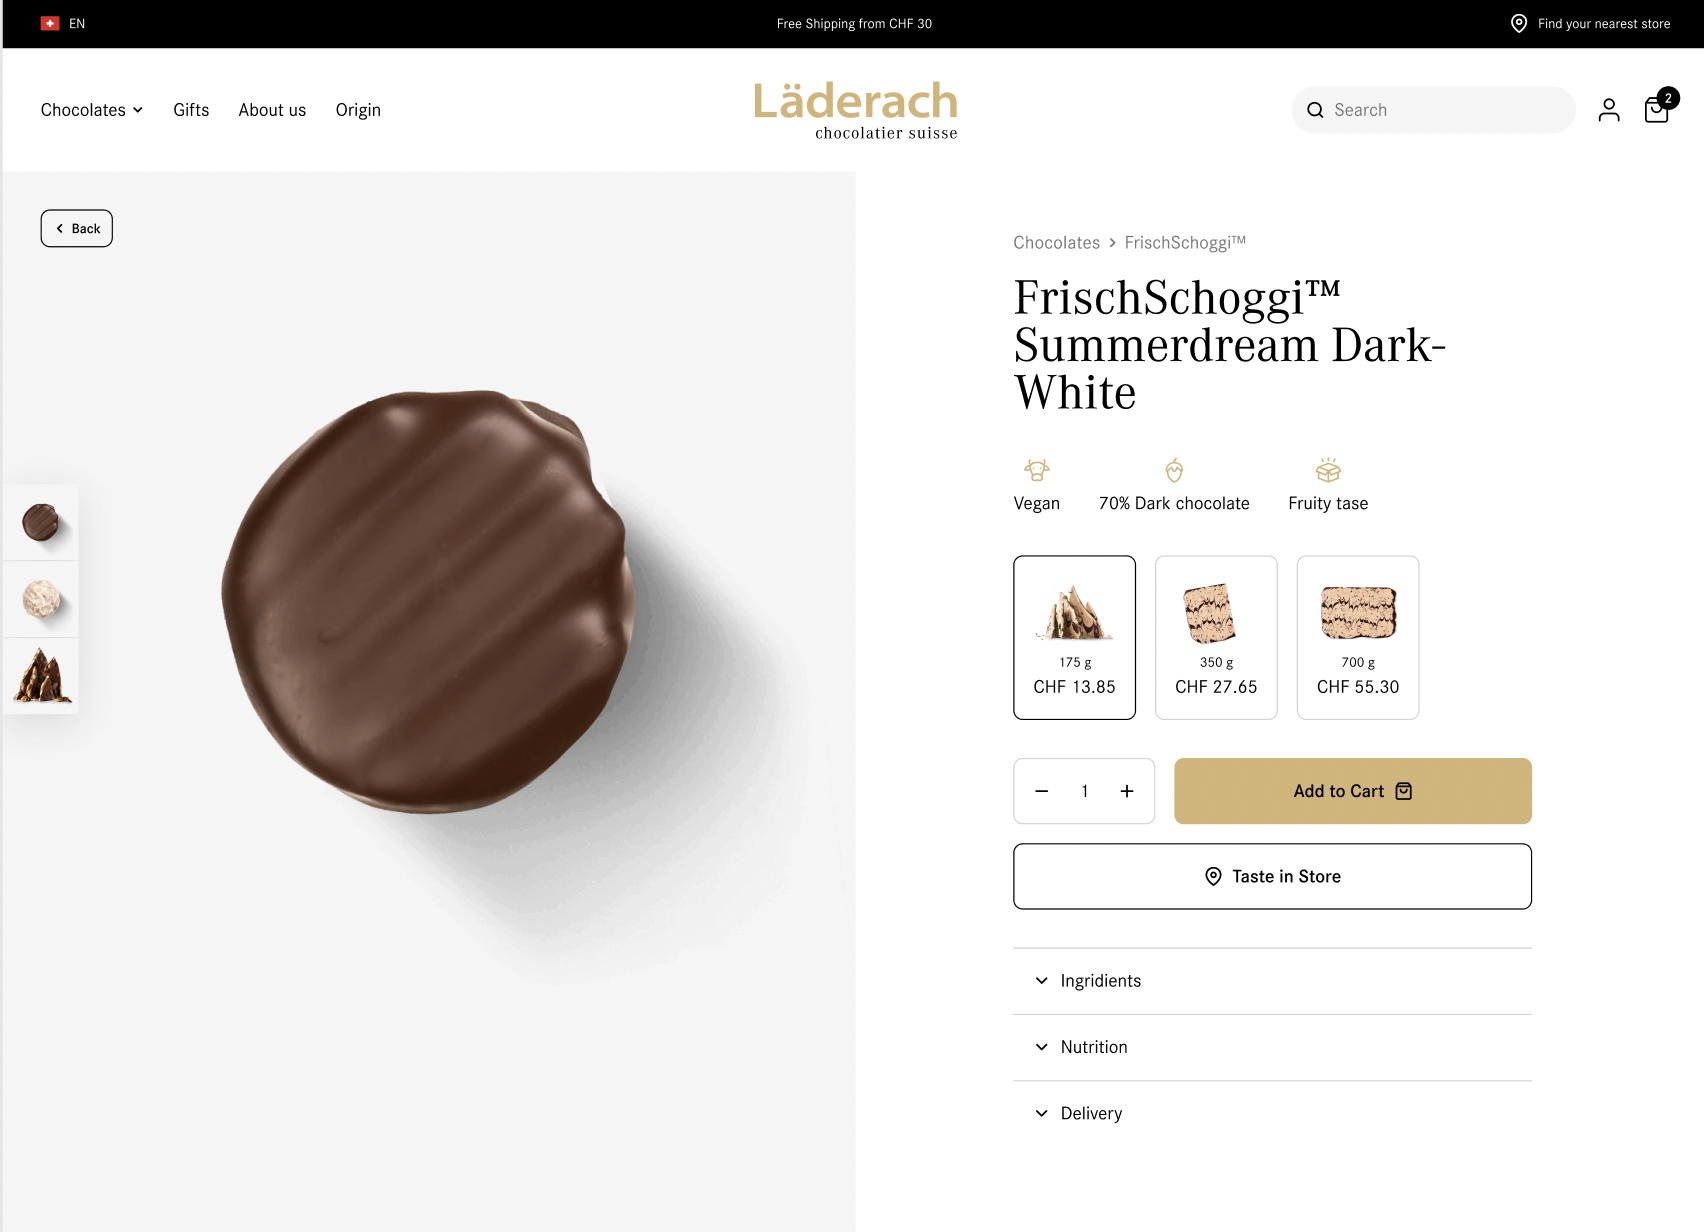 EN
Free Shipping from CHF 30
Find your nearest store
Chocolates
Gifts
About us
Origin
Läderach
chocolatier suisse
Search
2
Back
Chocolates > FrischSchoggi™
FrischSchoggi™
Summerdream Dark-
White
Vegan
70% Dark chocolate
Fruity tase
175 g
CHF 13.85
350 g
CHF 27.65
700 g
CHF 55.30
1
Add to Cart
Taste in Store
Ingridients
Nutrition
Delivery